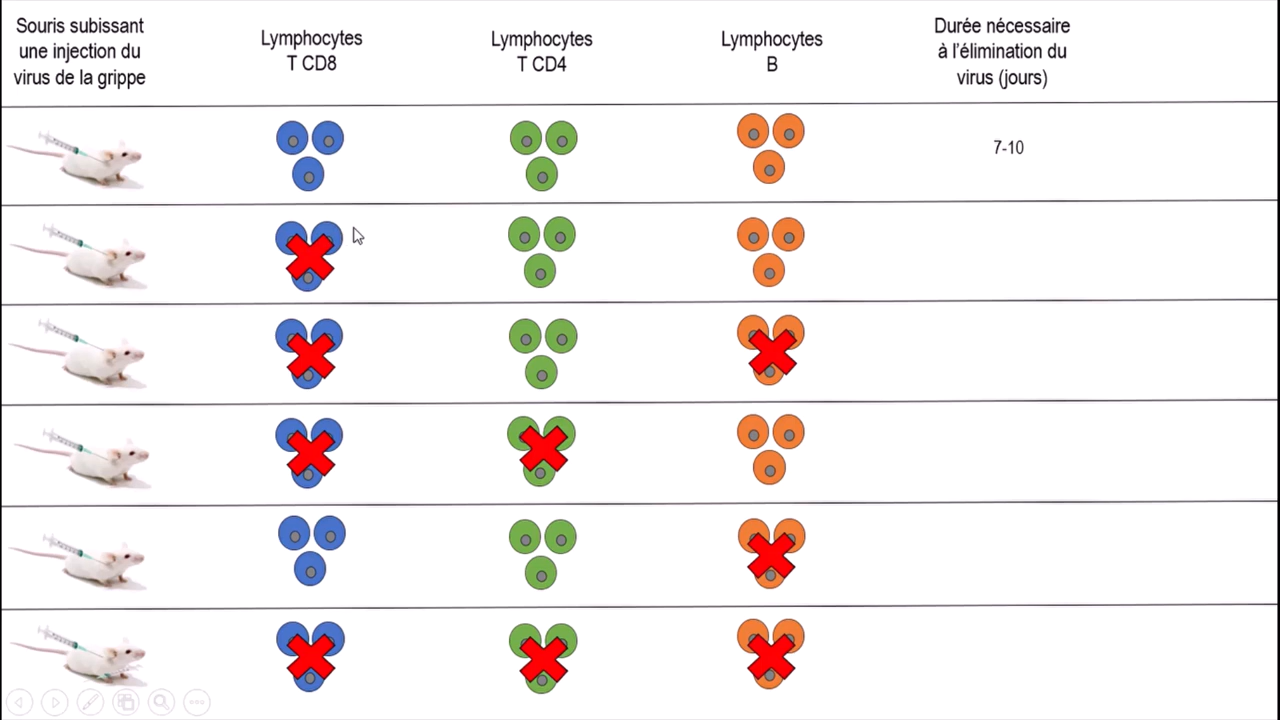 Souris subissant
une injection du
virus de la grippe
Lymphocytes
T CD8
Lymphocytes
T CD4
Lymphocytes
B
Durée nécessaire
à l'élimination du
virus (jours)
7-10